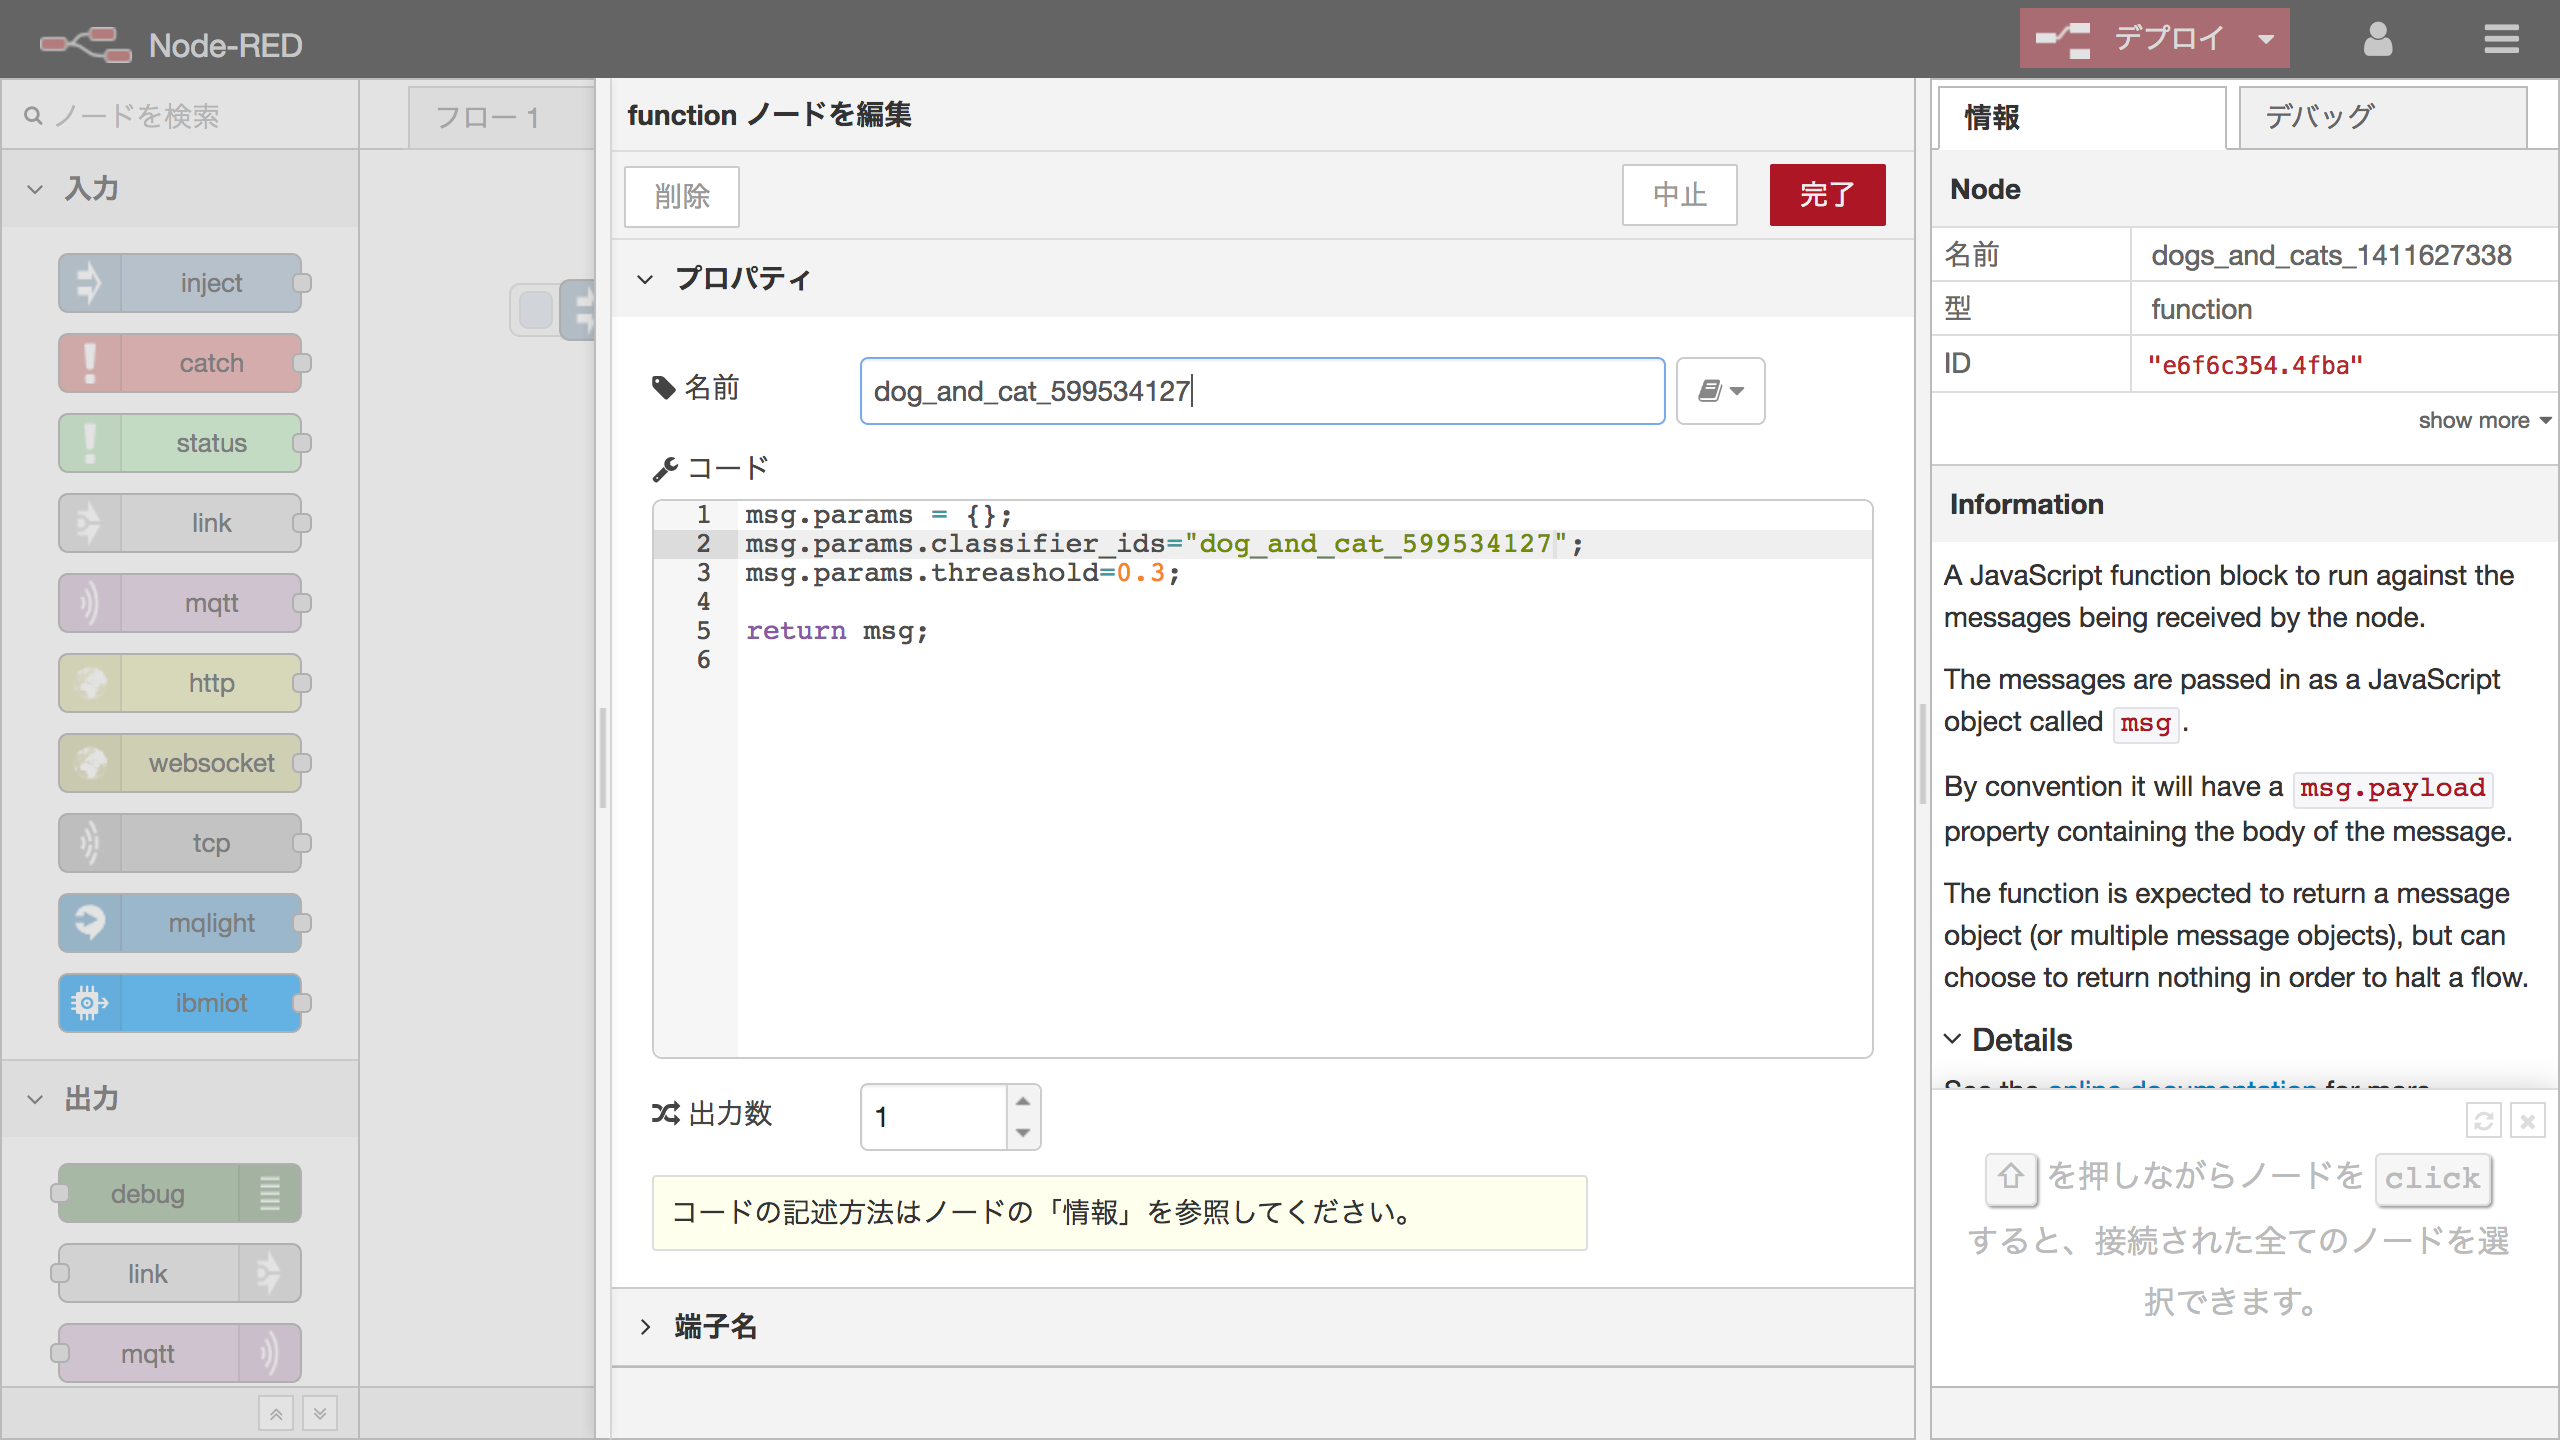 Node-RED
デプロイ
ノードを検索
フロー 1
入力
inject
catch
status
link
mqtt
http
websocket
tcp
mqlight
ibmiot
出力
debug
link
mqtt
function ノードを編集
削除
中止
完了
プロパティ
名前
dog_and_cat_599534127
コード
1 msg.params = {};
2 msg.params.classifier_ids="dog_and_cat_599534127";
3 msg.params.threashold=0.3;
4
5 return msg;
6
出力数
1
コードの記述方法はノードの「情報」を参照してください。
端子名
情報
デバッグ
Node
名前 dogs_and_cats_1411627338
型 function
ID "e6f6c354.4fba"
show more
Information
A JavaScript function block to run against the
messages being received by the node.
The messages are passed in as a JavaScript
object called msg.
By convention it will have a msg.payload
property containing the body of the message.
The function is expected to return a message
object (or multiple message objects), but can
choose to return nothing in order to halt a flow.
Details
See the online documentation for more
を押しながらノードを click
すると、接続された全てのノードを選
択できます。